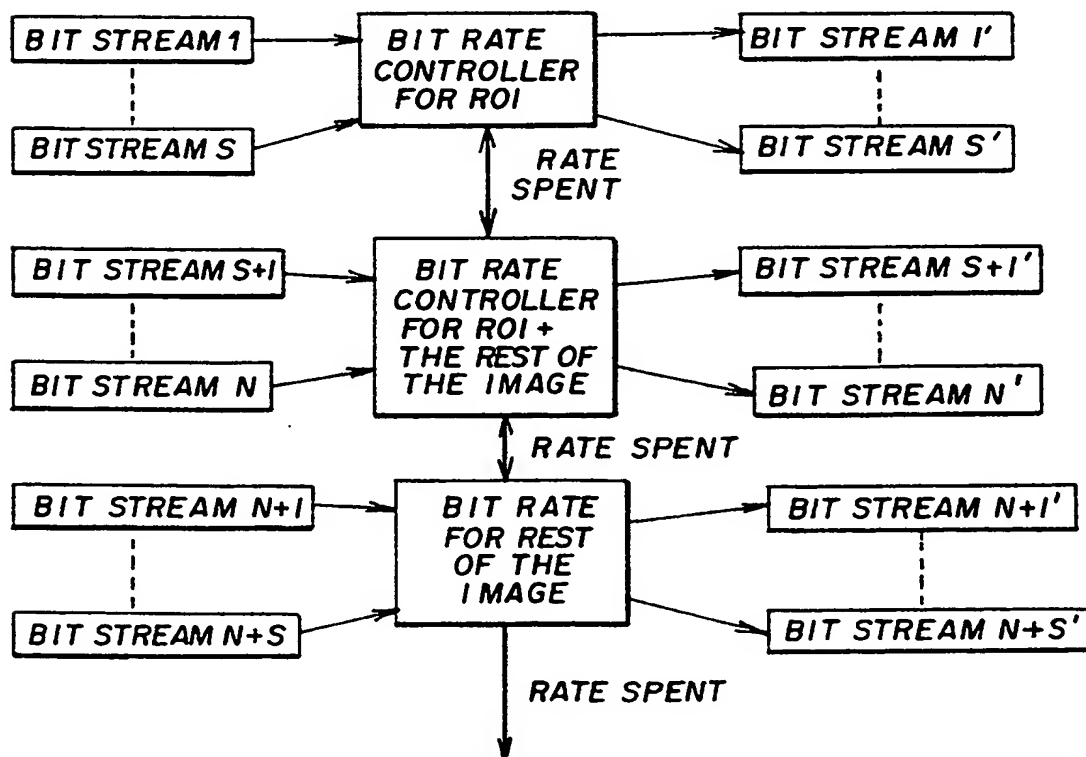 BIT STREAM 1
BIT STREAM S
BIT RATE
CONTROLLER
FOR ROI
BIT STREAM I'
BIT STREAM S'
RATE
SPENT
BIT STREAM S+I
BIT STREAM N
BIT RATE
CONTROLLER
FOR ROI +
THE REST OF
THE IMAGE
BIT STREAM S+I'
BIT STREAM N'
RATE SPENT
BIT STREAM N+I
BIT STREAM N+S
BIT RATE
FOR REST
OF THE
IMAGE
BIT STREAM N+I'
BIT STREAM N+S'
RATE SPENT